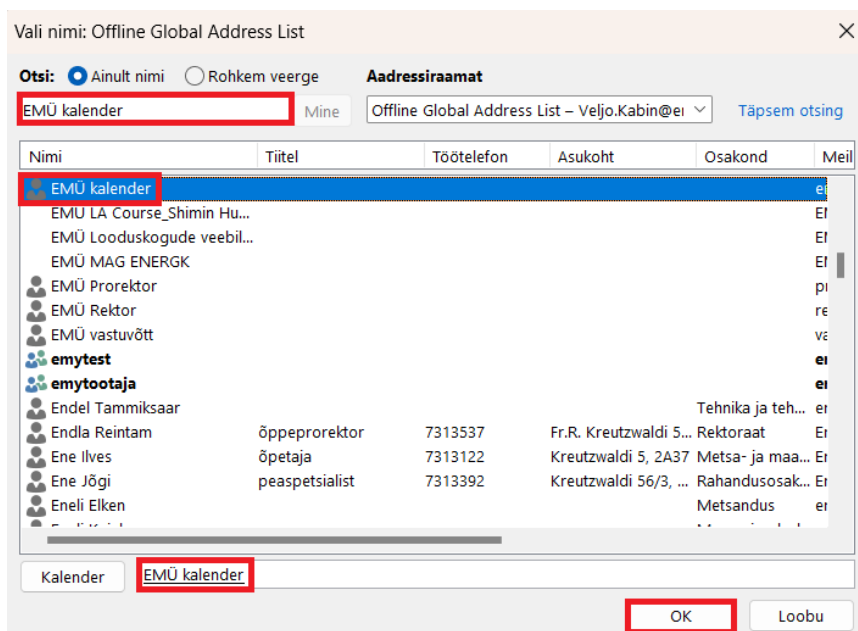 Vali nimi: Offline Global Address List
Otsi: Ainult nimi Rohkem veerge Aadressiraamat
EMÜ kalender Mine Offline Global Address List – Veljo.Kabin@ Täpsem otsing
Nimi Tiitel Töötelefon Asukoht Osakond Meil
EMÜ kalender
EMÜ LA Course_Shimin Hu...
EMÜ Looduskogude veebil...
EMÜ MAG ENERGK
EMÜ Prorektor
EMÜ Rektor re
EMÜ vastuvõtt
emytest
emytootaja
Endel Tammiksaar Tehnika ja teh...
Endla Reintam õppeprorektor 7313537 Fr.R. Kreutzwaldi 5... Rektoraat
Ene Ilves õpetaja 7313122 Kreutzwaldi 5, 2A37 Metsa- ja maa...
Ene Jõgi peaspetsialist 7313392 Kreutzwaldi 56/3, ... Rahandusosak...
Eneli Elken Metsandus
Kalender EMÜ kalender
OK Loobu